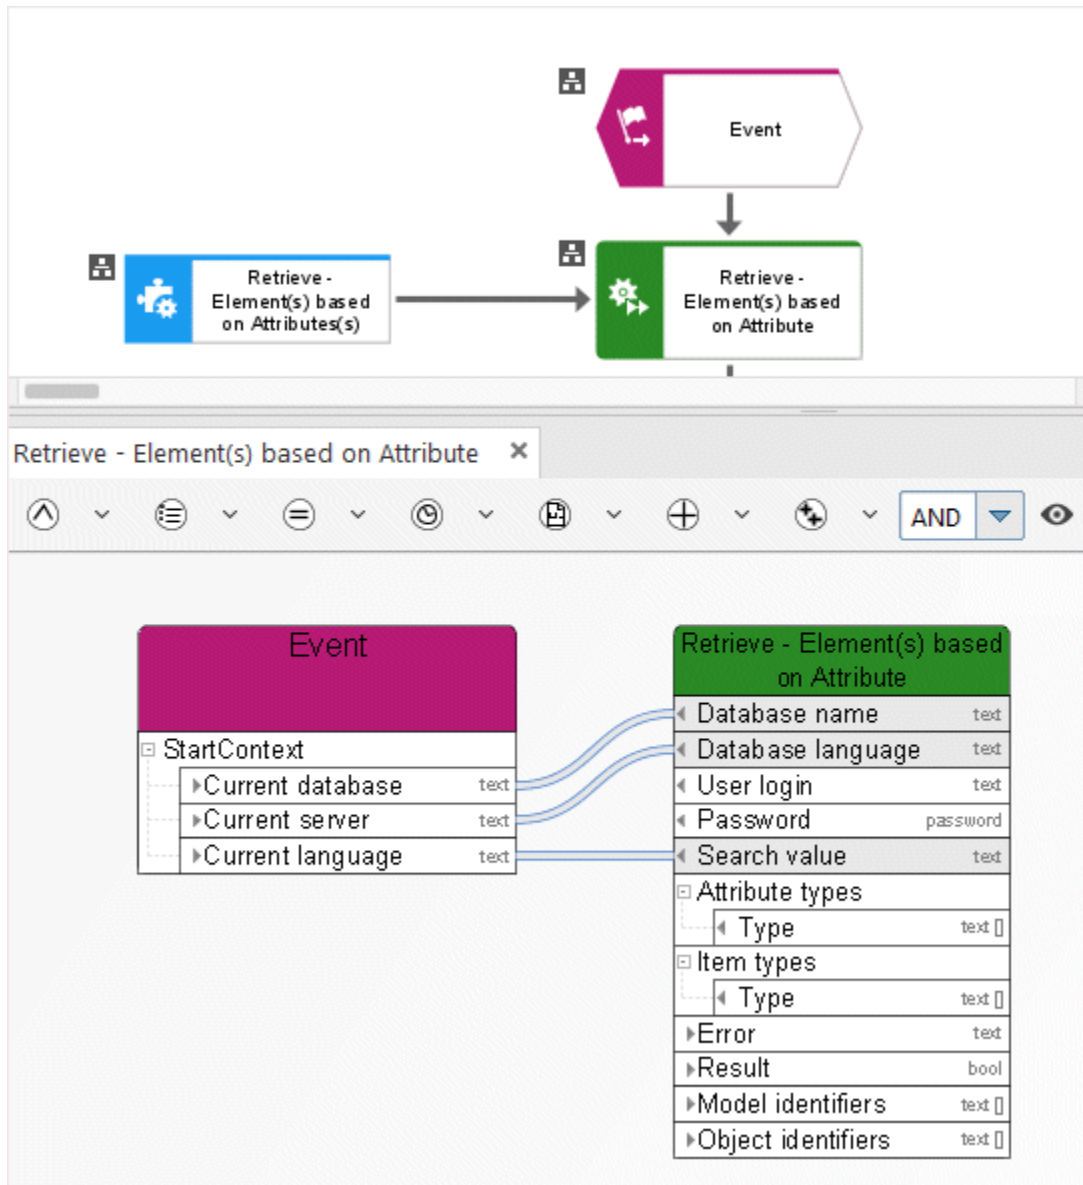 Event
Retrieve -
Element(s) based
on Attributes(s)
Retrieve -
Element(s) based
on Attribute
Retrieve - Element(s) based on Attribute
AND
Event
StartContext
Current database text
Current server text
Current language text
Retrieve - Element(s) based
on Attribute
Database name text
Database language text
User login text
Password password
Search value text
Attribute types
Type text []
Item types
Type text []
Error text
Result bool
Model identifiers text []
Object identifiers text []